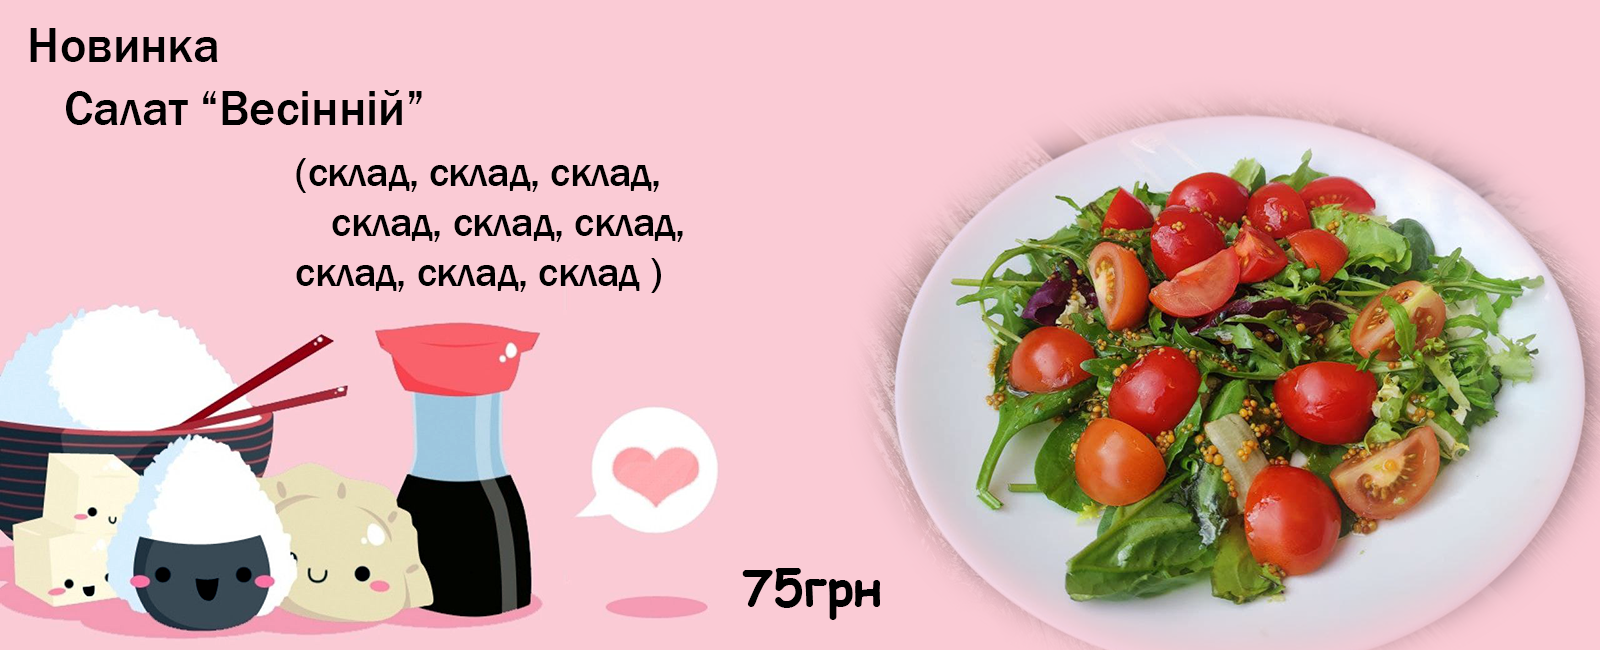 Новинка
Салат “Весінній”
(склад, склад, склад,
склад, склад, склад,
склад, склад, склад )
75грн